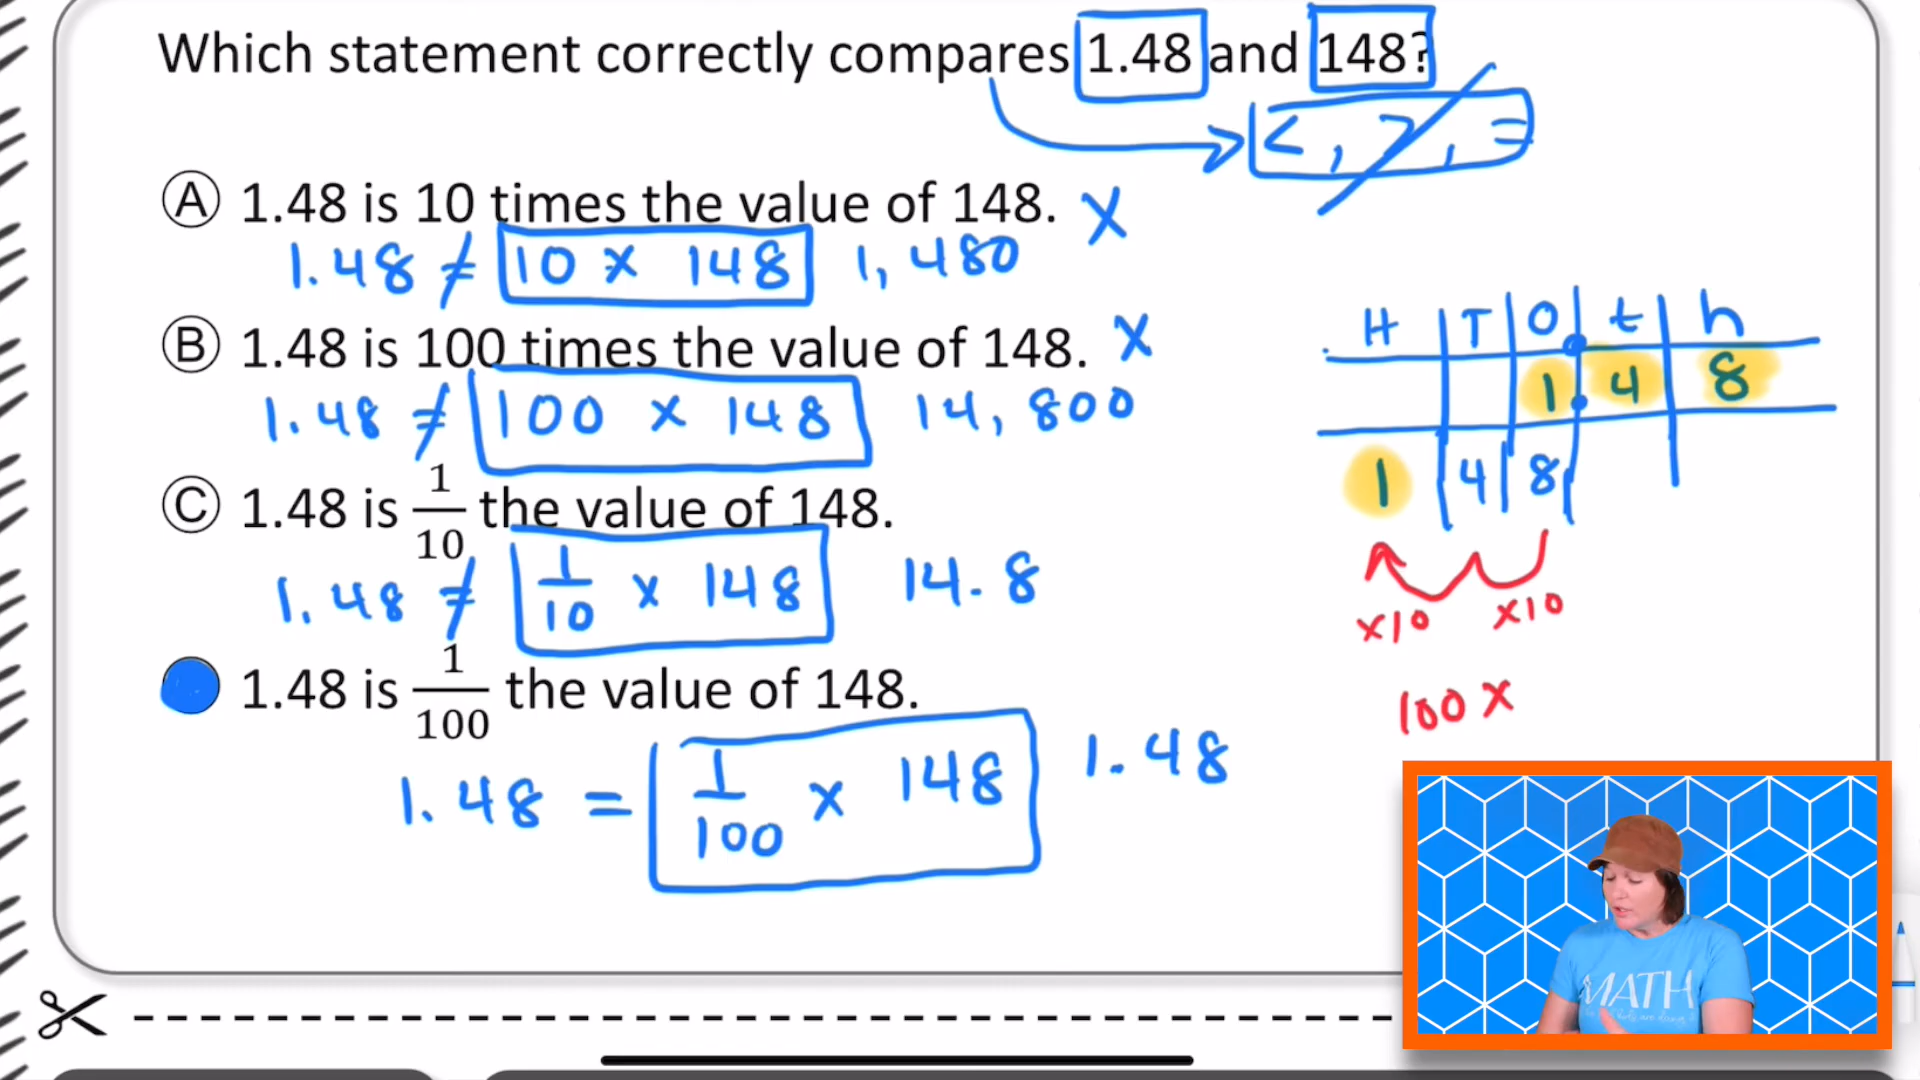 Which statement correctly compares 1.48 and 148?
<, >, =
Ⓐ 1.48 is 10 times the value of 148. X
1.48 ≠ 10 x 148 1,480
Ⓑ 1.48 is 100 times the value of 148. X
1.48 ≠ 100 x 148 14,800
Ⓒ 1.48 is 1/10 the value of 148.
1.48 ≠ 1/10 x 148 14.8
1.48 is 1/100 the value of 148.
1.48 = 1/100 x 148 1.48
H T O . t h
1 . 4 8
1 4 8
x10 x10
100 x
MATH